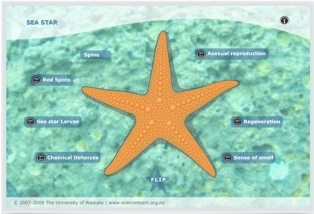 SEA STAR
Spine
Asexual reproduction
Red Spots
Sea star Larvae
Regeneration
Chemical Defences
Sense of smell
FLIP
© 2007-2009 The University of Waikato | www.sciencelearn.org.nz